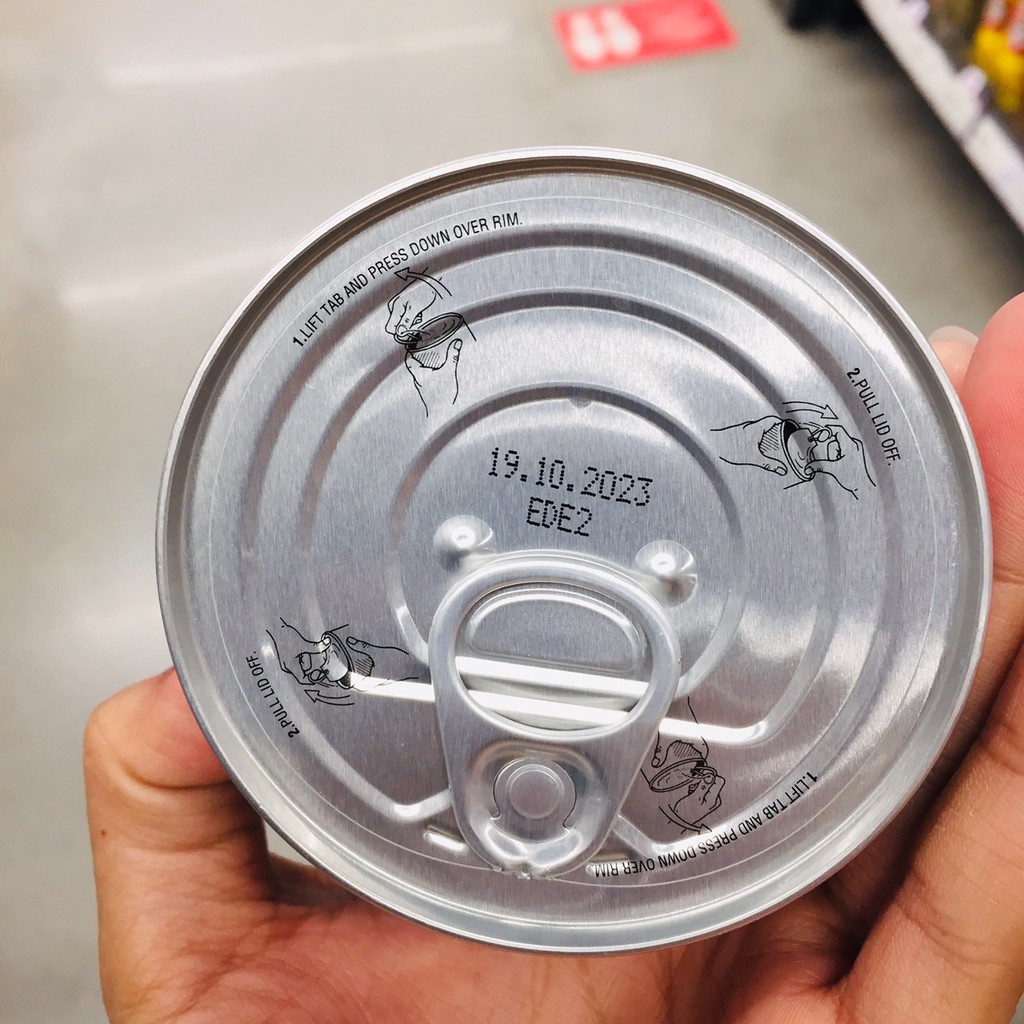 1.LIFT TAB AND PRESS DOWN OVER RIM.
2.PULL LID OFF.
19.10.2023
EDE2
2.PULL LID OFF.
1.LIFT TAB AND PRESS DOWN OVER RIM.